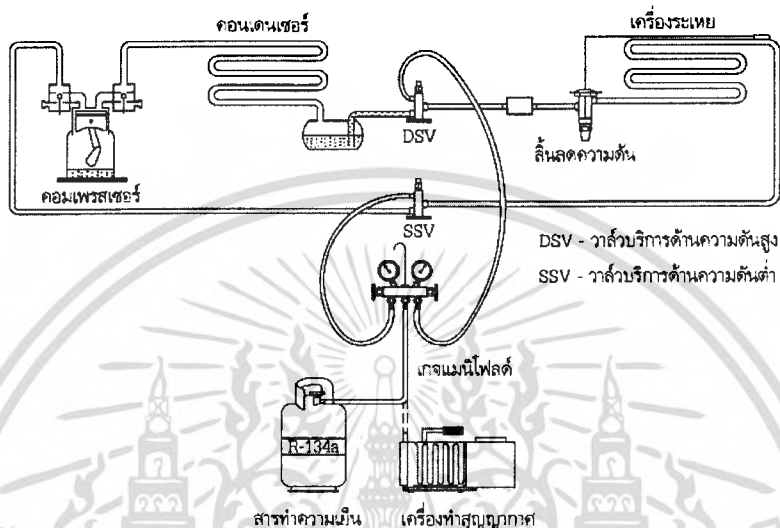 คอนเดนเซอร์
เครื่องระเหย
DSV
ลิ้นลดความดัน
คอมเพรสเซอร์
SSV
DSV - วาล์วบริการด้านความดันสูง
SSV - วาล์วบริการด้านความดันต่ำ
เกจแมนิโฟลด์
R-134a
สารทำความเย็น
เครื่องทำสูญญากาศ